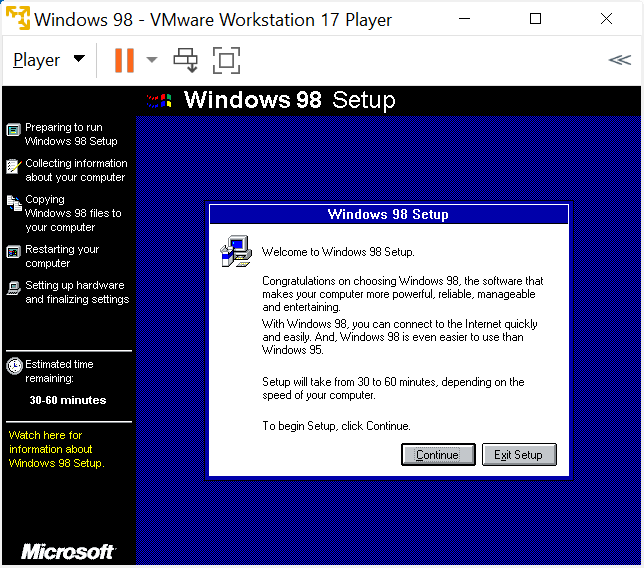 Windows 98 - VMware Workstation 17 Player
Player
Windows 98 Setup
Preparing to run
Windows 98 Setup
Collecting information
about your computer
Copying
Windows 98 files to
your computer
Restarting your
computer
Setting up hardware
and finalizing settings
Estimated time
remaining:
30-60 minutes
Watch here for
information about
Windows 98 Setup.
Microsoft
Windows 98 Setup
Welcome to Windows 98 Setup.
Congratulations on choosing Windows 98, the software that
makes your computer more powerful, reliable, manageable
and entertaining.
With Windows 98, you can connect to the Internet quickly
and easily. And, Windows 98 is even easier to use than
Windows 95.
Setup will take from 30 to 60 minutes, depending on the
speed of your computer.
To begin Setup, click Continue.
Continue
Exit Setup